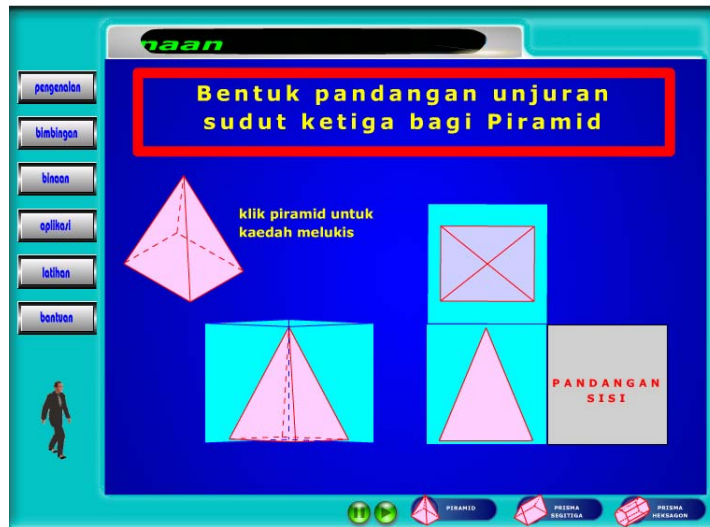 naan
Bentuk pandangan unjuran
sudut ketiga bagi Piramid
pengenalan
bimbingan
binaan
aplikasi
latihan
bantuan
klik piramid untuk
kaedah melukis
PANDANGAN
SISI
PIRAMID
PRISMA
SEGITIGA
PRISMA
HEKSAGON